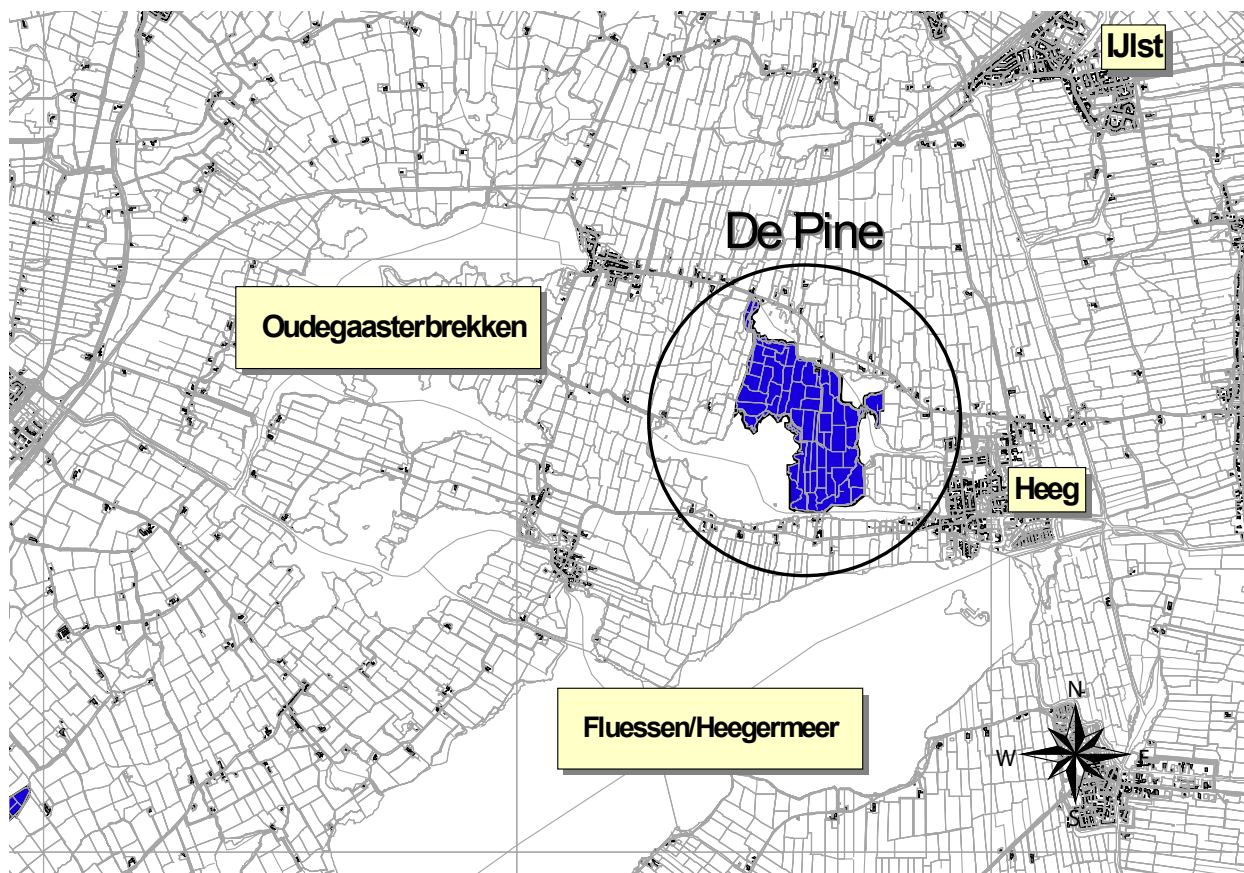 IJlst
De Pine
Oudegaasterbrekken
Heeg
Fluessen/Heegermeer
N
W
E
S